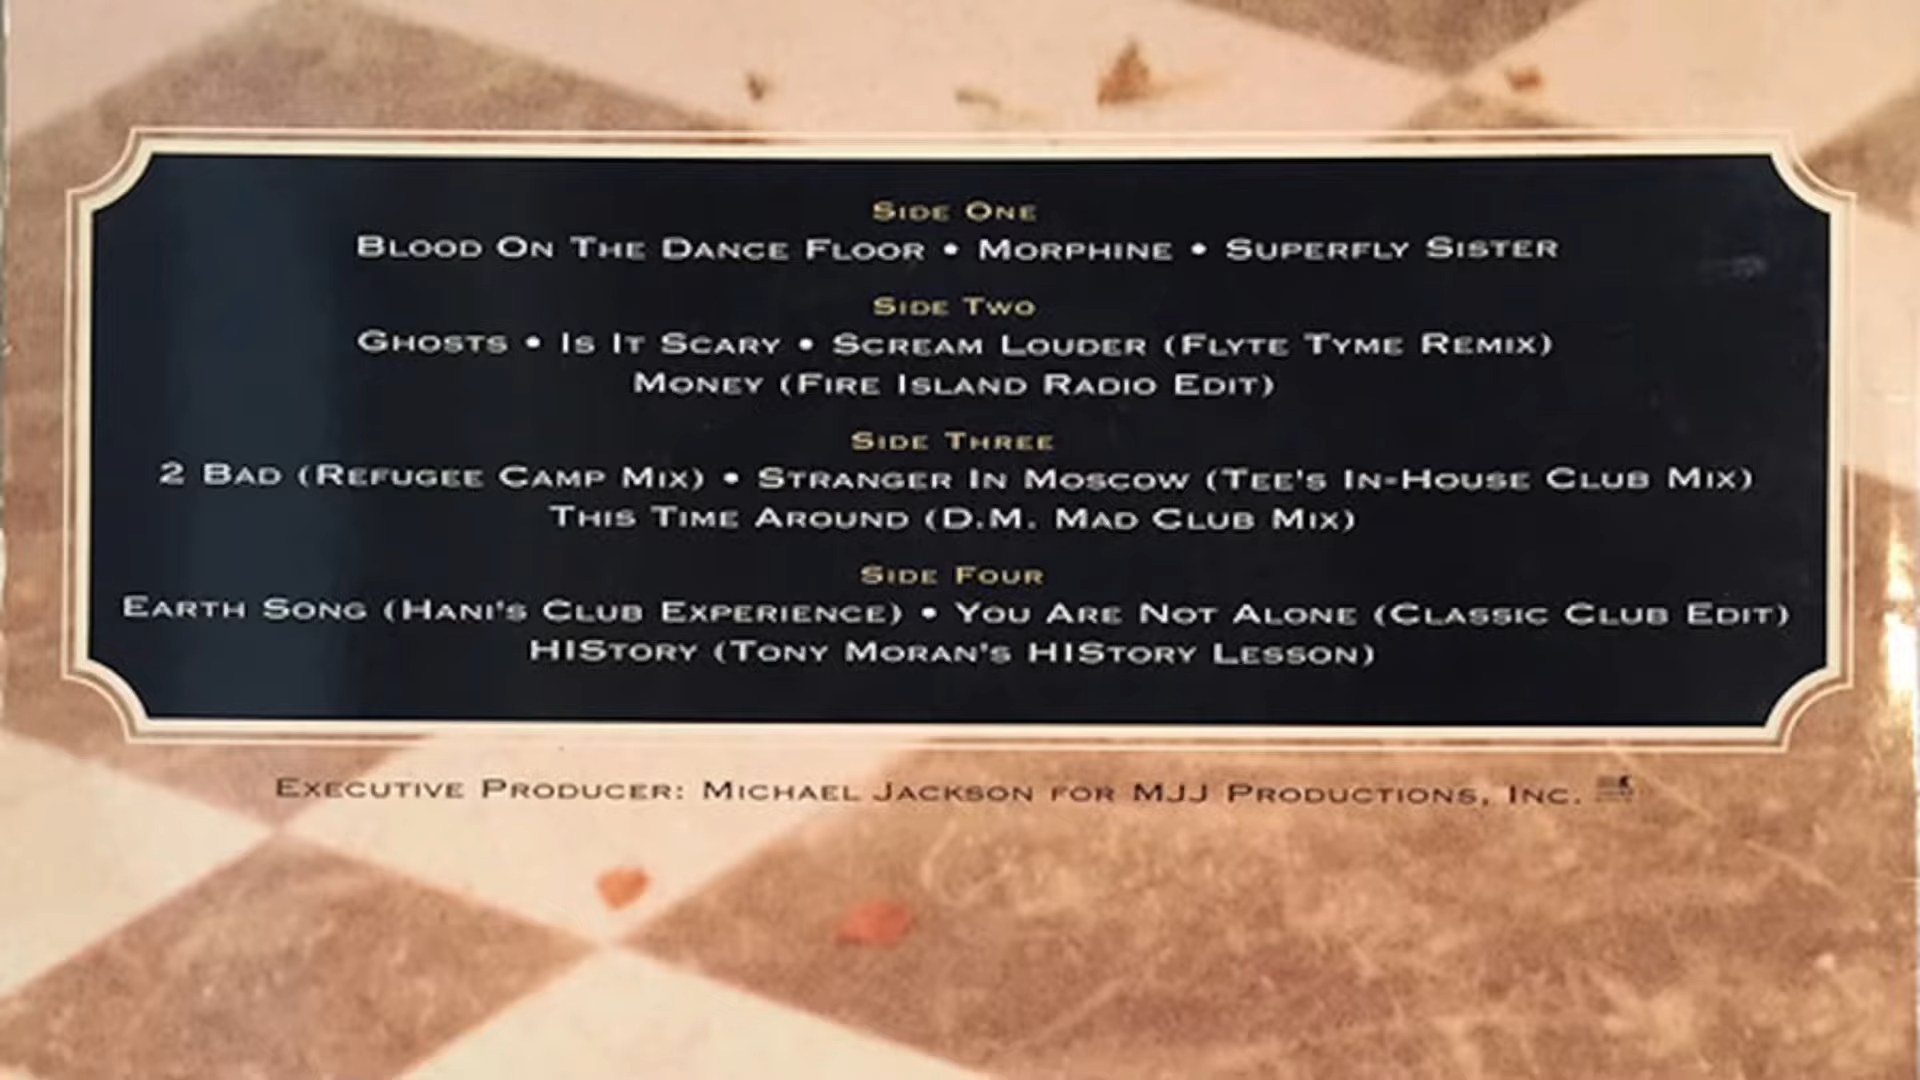 Side One
Blood On The Dance Floor • Morphine • Superfly Sister
Side Two
Ghosts • Is It Scary • Scream Louder (Flyte Tyme Remix)
Money (Fire Island Radio Edit)
Side Three
2 Bad (Refugee Camp Mix) • Stranger In Moscow (Tee's In-House Club Mix)
This Time Around (D.M. Mad Club Mix)
Side Four
Earth Song (Hani's Club Experience) • You Are Not Alone (Classic Club Edit)
HIStory (Tony Moran's HIStory Lesson)
Executive Producer: Michael Jackson for MJJ Productions, Inc.